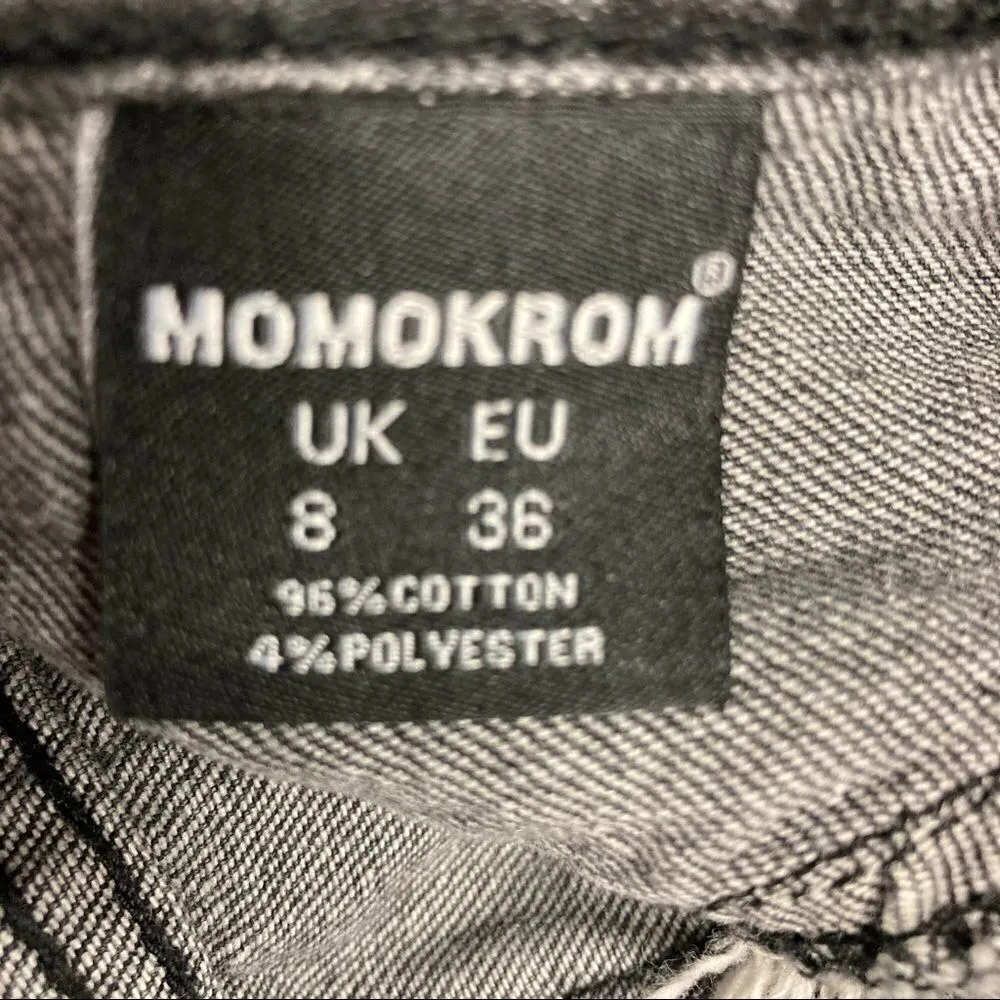 MOMOKROM®
UK EU
8 36
96%COTTON
4%POLYESTER